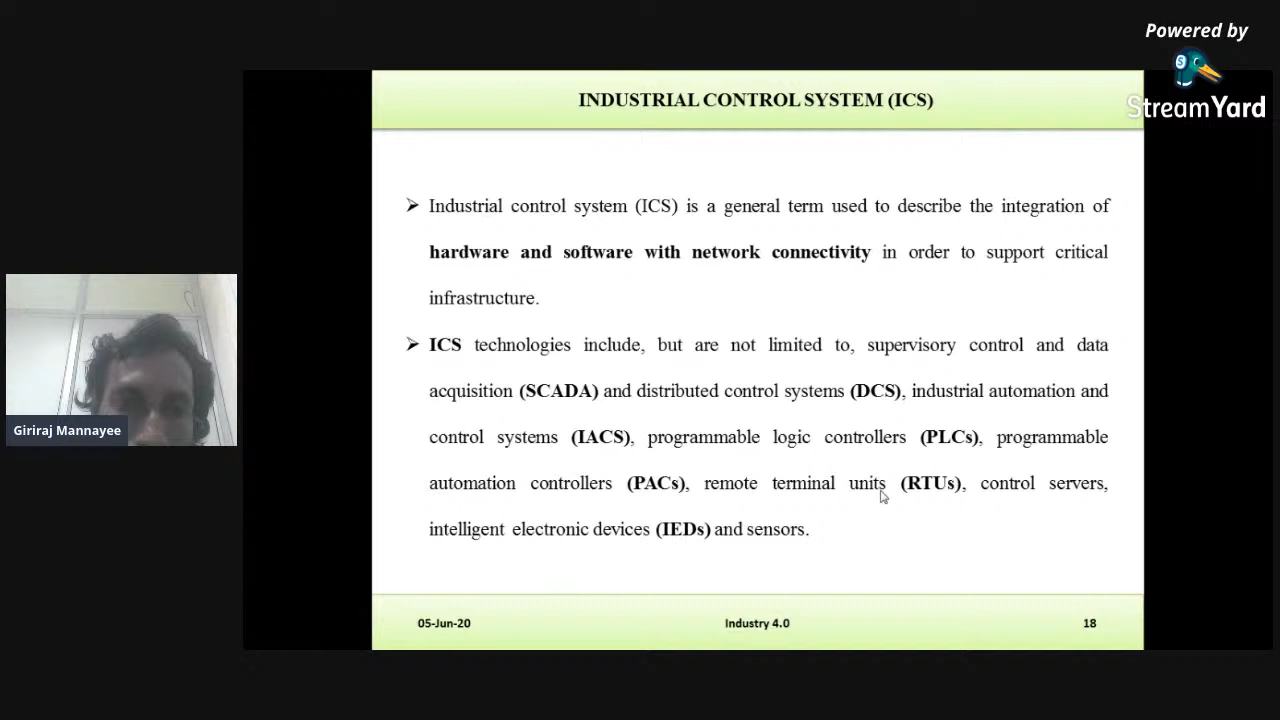 Powered by
StreamYard
INDUSTRIAL CONTROL SYSTEM (ICS)
➢ Industrial control system (ICS) is a general term used to describe the integration of
hardware and software with network connectivity in order to support critical
infrastructure.
➢ ICS technologies include, but are not limited to, supervisory control and data
acquisition (SCADA) and distributed control systems (DCS), industrial automation and
control systems (IACS), programmable logic controllers (PLCs), programmable
automation controllers (PACs), remote terminal units (RTUs), control servers,
intelligent electronic devices (IEDs) and sensors.
Giriraj Mannayee
05-Jun-20 Industry 4.0 18